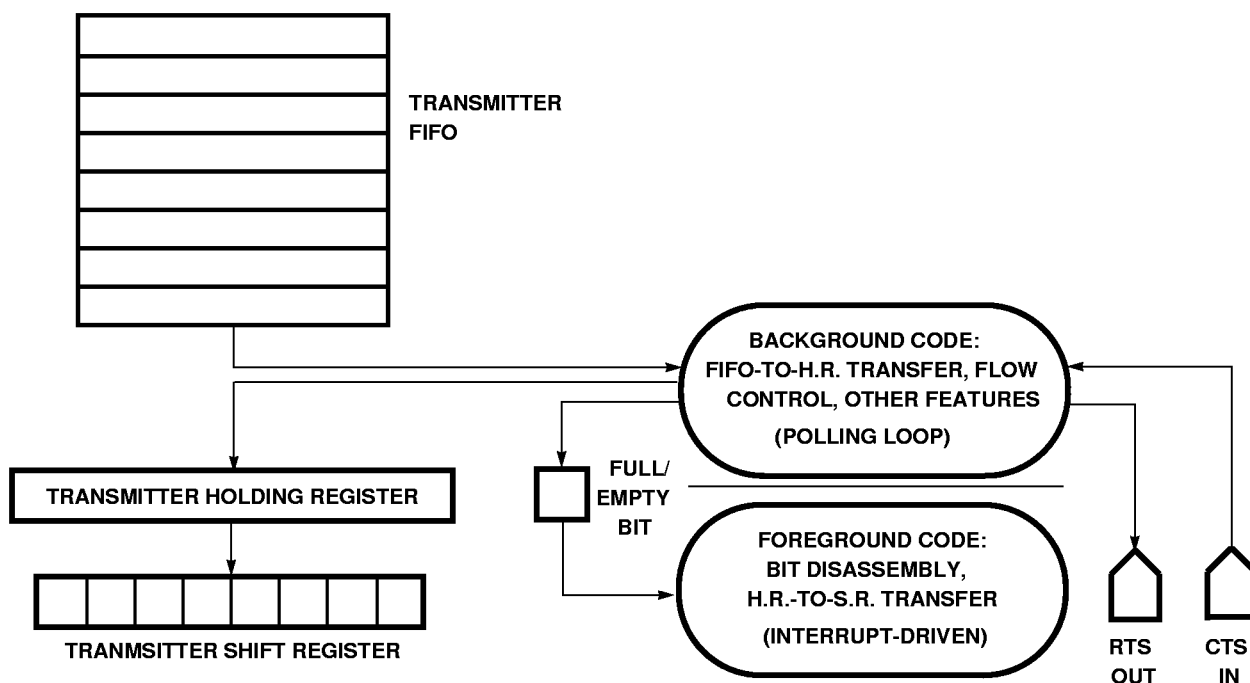 TRANSMITTER
FIFO
BACKGROUND CODE:
FIFO-TO-H.R. TRANSFER, FLOW
CONTROL, OTHER FEATURES
(POLLING LOOP)
TRANSMITTER HOLDING REGISTER
FULL/
EMPTY
BIT
FOREGROUND CODE:
BIT DISASSEMBLY,
H.R.-TO-S.R. TRANSFER
(INTERRUPT-DRIVEN)
TRANMSITTER SHIFT REGISTER
RTS
OUT
CTS
IN